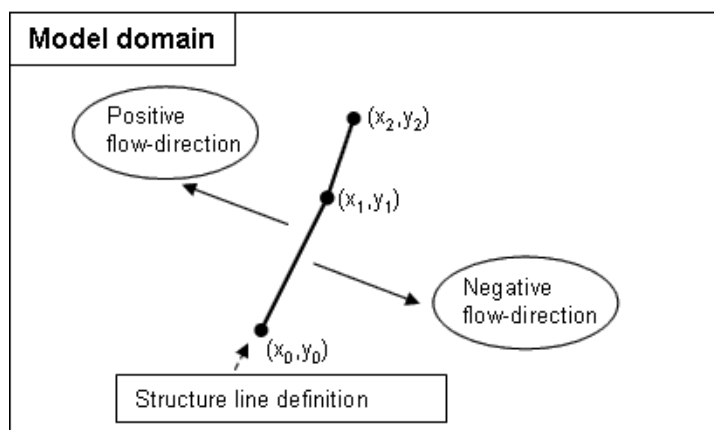 Model domain
Positive
flow-direction
(x₂,y₂)
(x₁,y₁)
Negative
flow-direction
(x₀,y₀)
Structure line definition